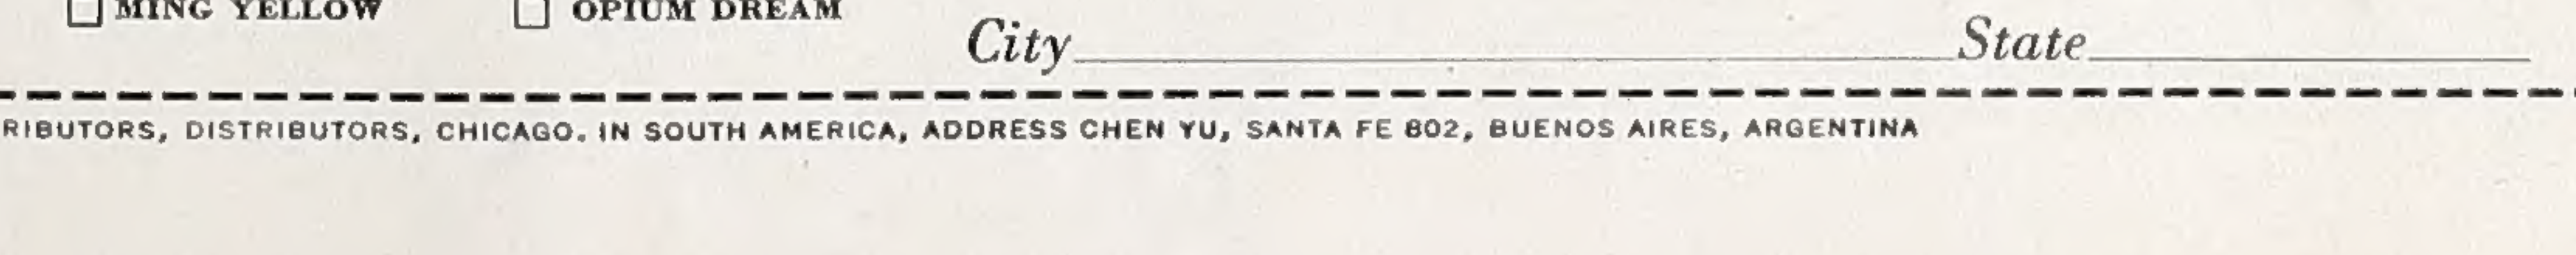 ☐ MING YELLOW ☐ OPIUM DREAM
City State
RIBUTORS, DISTRIBUTORS, CHICAGO. IN SOUTH AMERICA, ADDRESS CHEN YU, SANTA FE 802, BUENOS AIRES, ARGENTINA